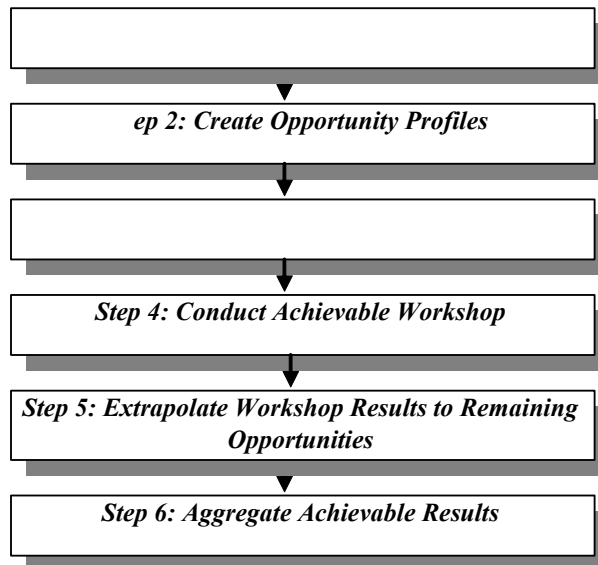 ep 2: Create Opportunity Profiles
Step 4: Conduct Achievable Workshop
Step 5: Extrapolate Workshop Results to Remaining
Opportunities
Step 6: Aggregate Achievable Results